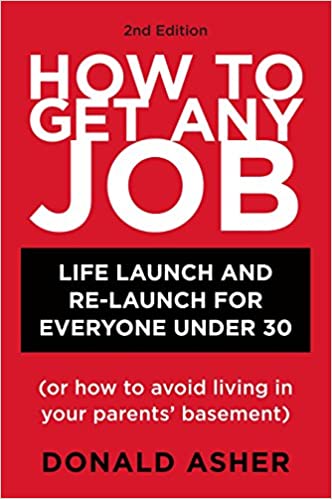 2nd Edition
HOW TO
GET ANY
JOB
LIFE LAUNCH AND
RE-LAUNCH FOR
EVERYONE UNDER 30
(or how to avoid living in
your parents’ basement)
DONALD ASHER